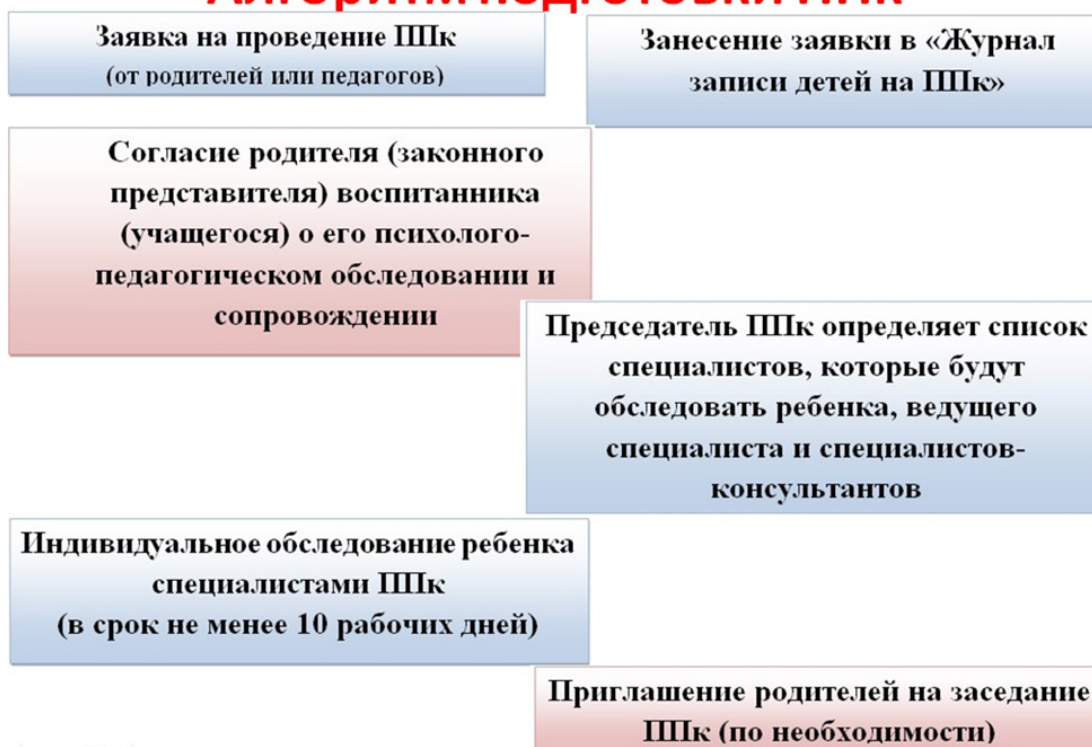 АЛГОРИТМ ПОДГОТОВКИ ППк
Заявка на проведение ППк
(от родителей или педагогов)
Занесение заявки в «Журнал
записи детей на ППк»
Согласие родителя (законного
представителя) воспитанника
(учащегося) о его психолого-
педагогическом обследовании и
сопровождении
Председатель ППк определяет список
специалистов, которые будут
обследовать ребенка, ведущего
специалиста и специалистов-
консультантов
Индивидуальное обследование ребенка
специалистами ППк
(в срок не менее 10 рабочих дней)
Приглашение родителей на заседание
ППк (по необходимости)